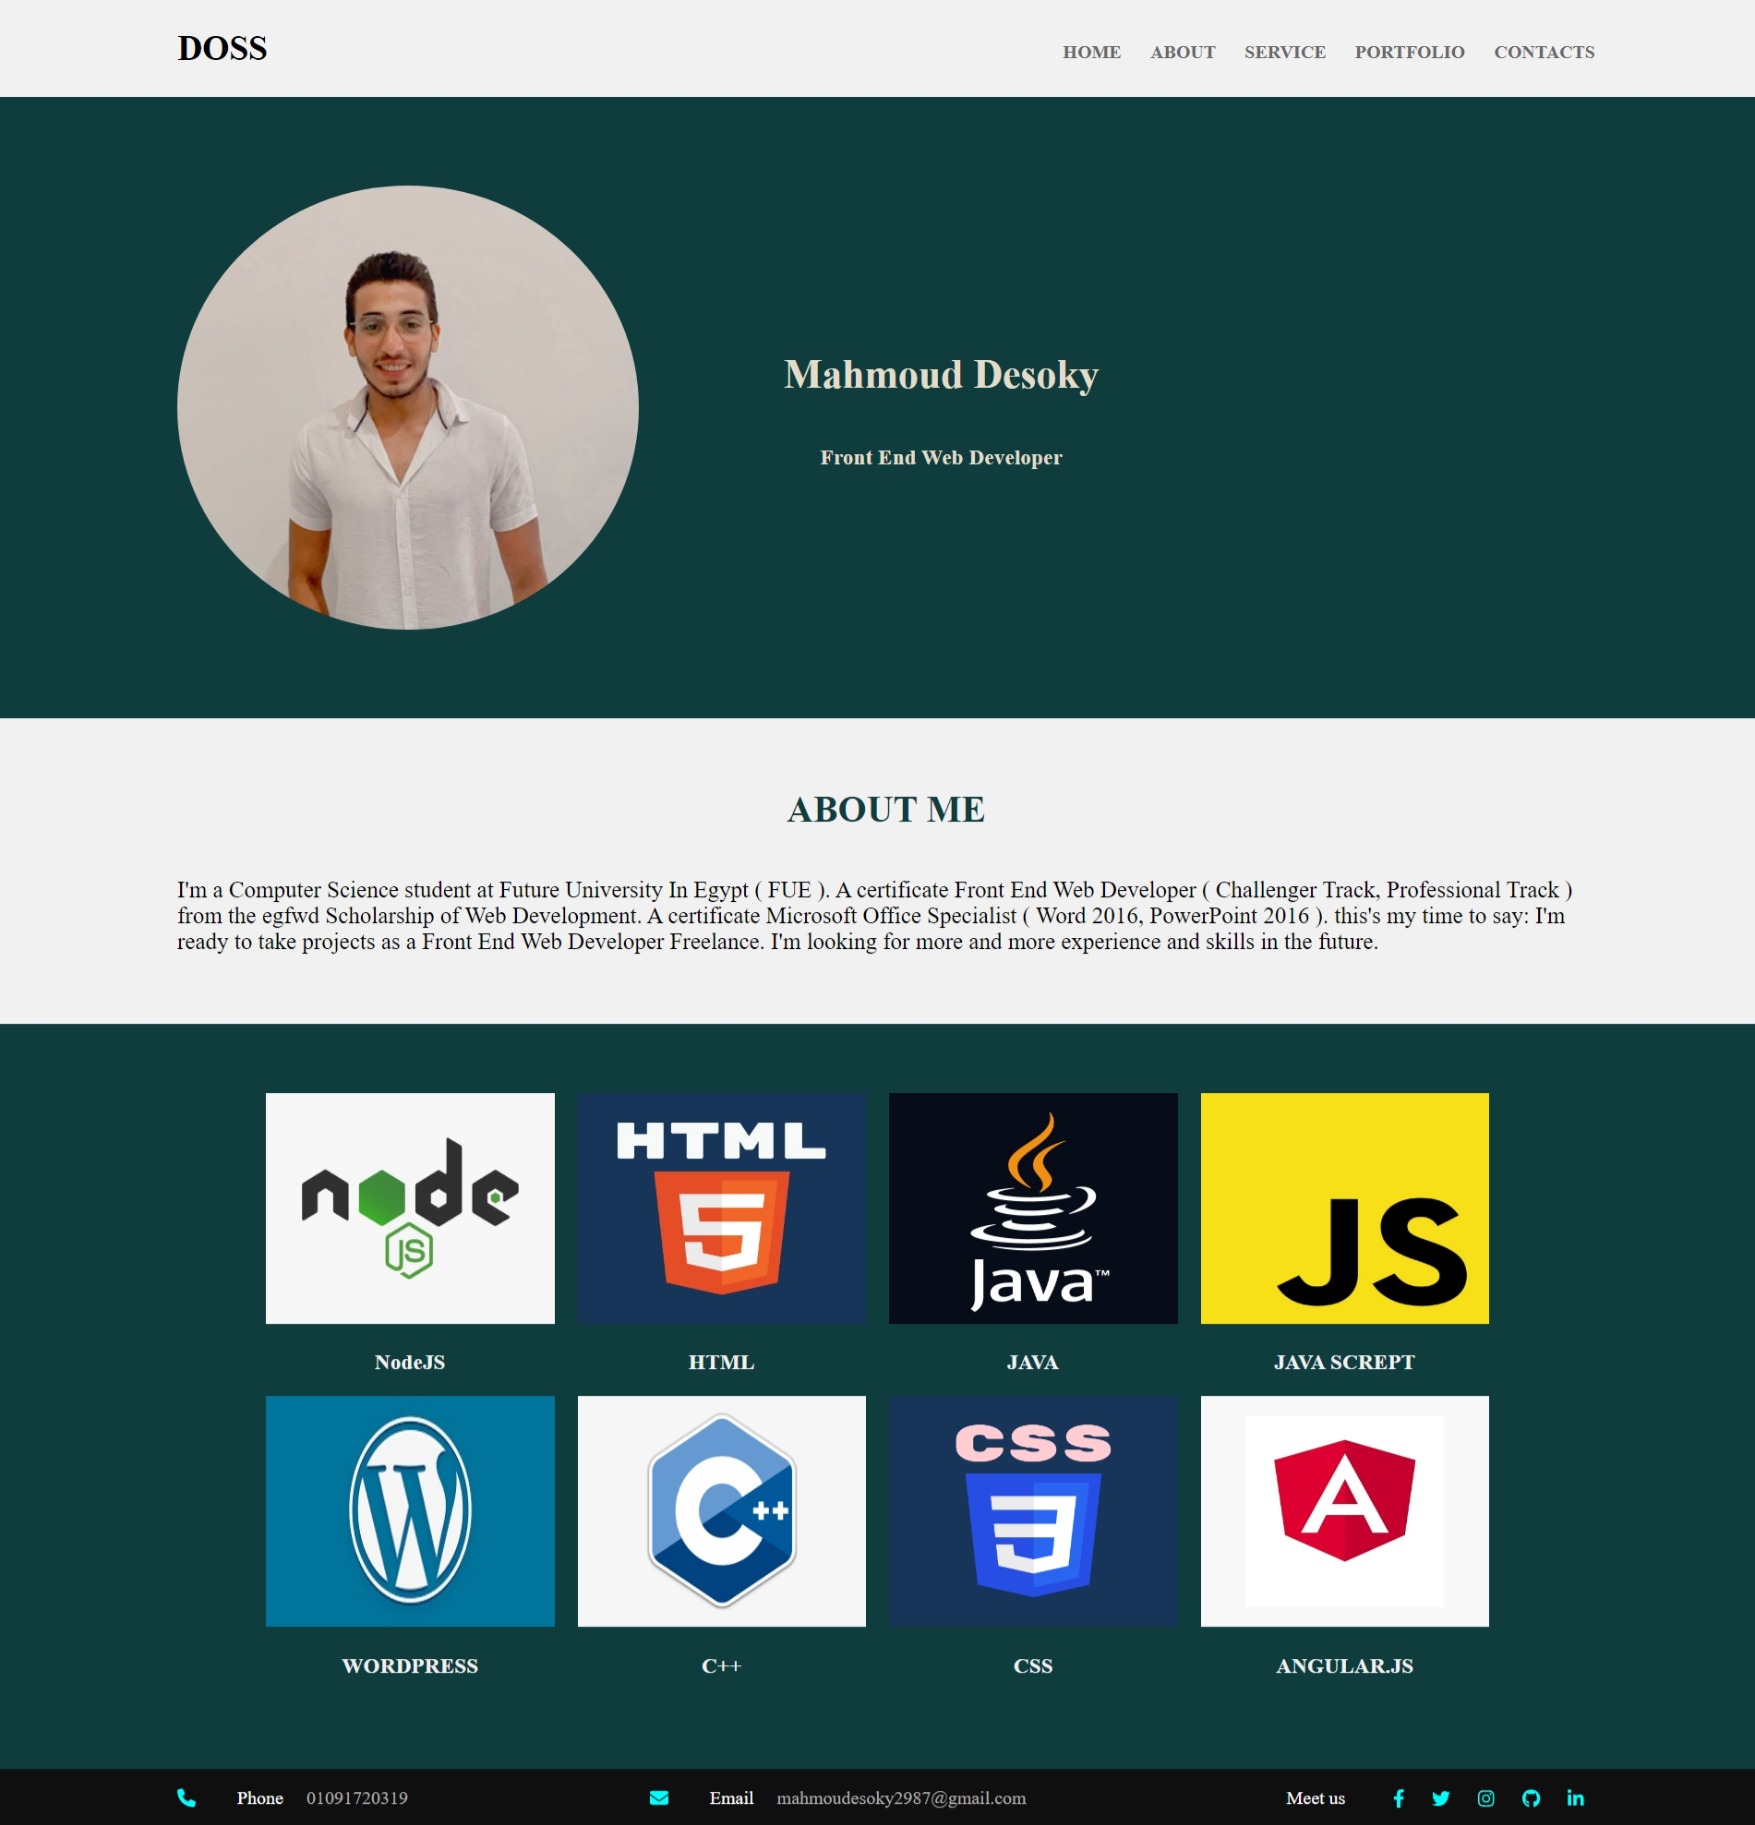 DOSS
HOME ABOUT SERVICE PORTFOLIO CONTACTS
Mahmoud Desoky
Front End Web Developer
ABOUT ME
I'm a Computer Science student at Future University In Egypt ( FUE ). A certificate Front End Web Developer ( Challenger Track, Professional Track )
from the egfwd Scholarship of Web Development. A certificate Microsoft Office Specialist ( Word 2016, PowerPoint 2016 ). this's my time to say: I'm
ready to take projects as a Front End Web Developer Freelance. I'm looking for more and more experience and skills in the future.
node
JS
HTML
5
Java™
JS
NodeJS HTML JAVA JAVA SCREPT
W
C++
CSS
3
A
WORDPRESS C++ CSS ANGULAR.JS
Phone 01091720319 Email mahmoudesoky2987@gmail.com Meet us